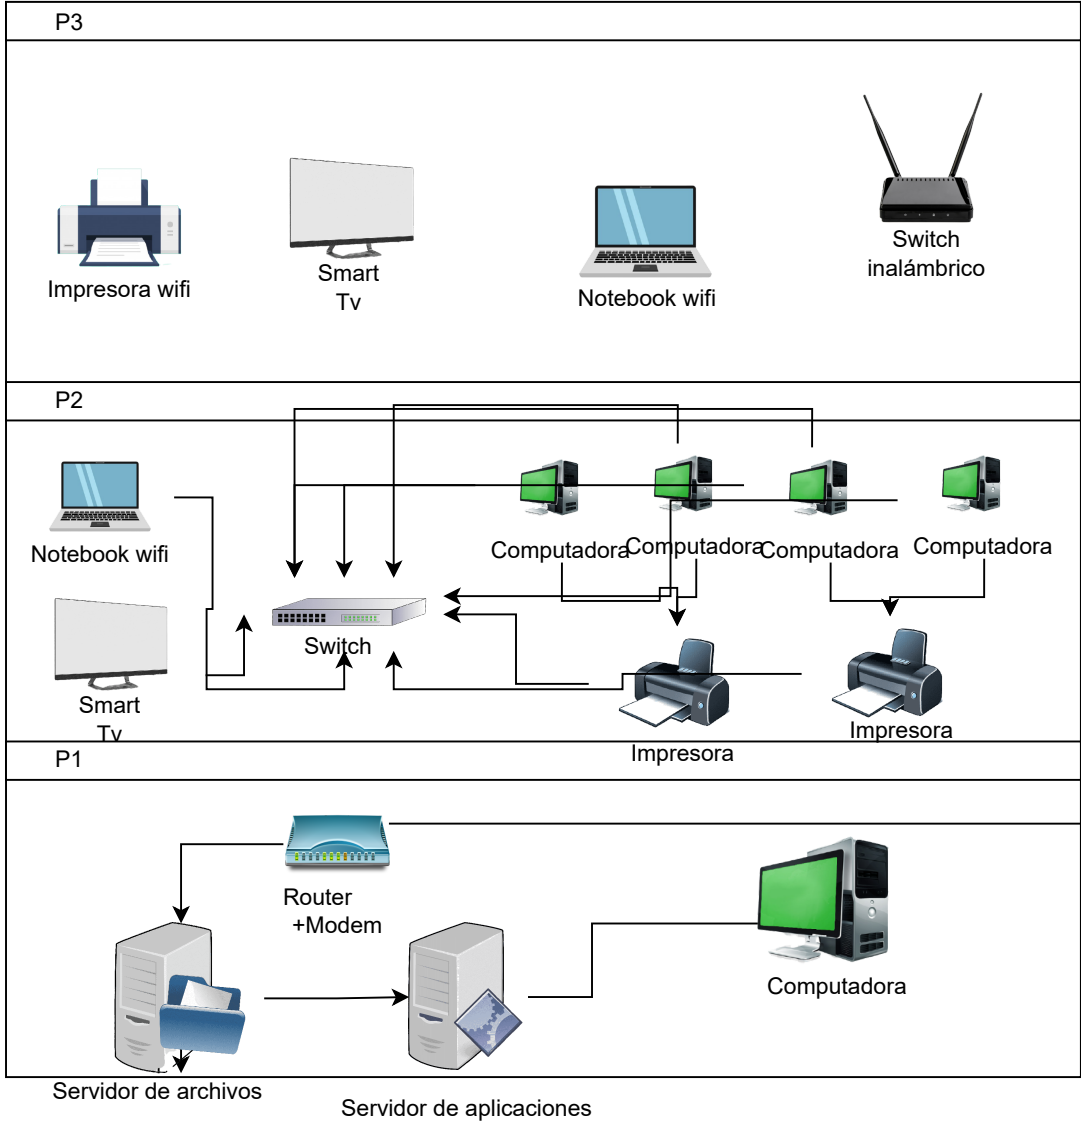 P3
Impresora wifi
Smart
Tv
Notebook wifi
Switch
inalámbrico
P2
Notebook wifi
Computadora
Computadora
Computadora
Computadora
Switch
Smart
Tv
Impresora
Impresora
P1
Router
+Modem
Computadora
Servidor de archivos
Servidor de aplicaciones